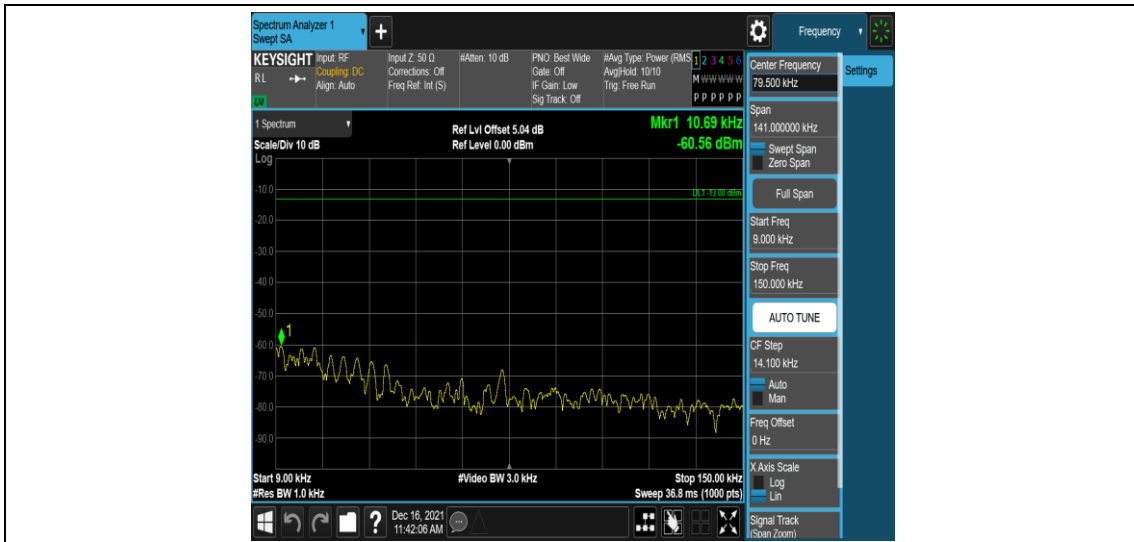 Spectrum Analyzer 1
Swept SA
Frequency
KEYSIGHT
RL
Input: RF
Coupling: DC
Align: Auto
Input Z: 50 Ω
Corrections: Off
Freq Ref: Int (S)
#Atten: 10 dB
PNO: Best Wide
Gate: Off
IF Gain: Low
Sig Track: Off
#Avg Type: Power (RMS
Avg|Hold: 10/10
Trig: Free Run
1 2 3 4 5 6
M W W W W W
P P P P P P
1 Spectrum
Scale/Div 10 dB
Log
Ref Lvl Offset 5.04 dB
Ref Level 0.00 dBm
Mkr1 10.69 kHz
-60.56 dBm
DL1 -13.00 dBm
-10.0
-20.0
-30.0
-40.0
-50.0
-60.0
-70.0
-80.0
-90.0
1
Start 9.00 kHz
#Res BW 1.0 kHz
#Video BW 3.0 kHz
Stop 150.00 kHz
Sweep 36.8 ms (1000 pts)
Center Frequency
79.500 kHz
Settings
Span
141.000000 kHz
Swept Span
Zero Span
Full Span
Start Freq
9.000 kHz
Stop Freq
150.000 kHz
AUTO TUNE
CF Step
14.100 kHz
Auto
Man
Freq Offset
0 Hz
X Axis Scale
Log
Lin
Signal Track
(Span Zoom)
?
Dec 16, 2021
11:42:06 AM